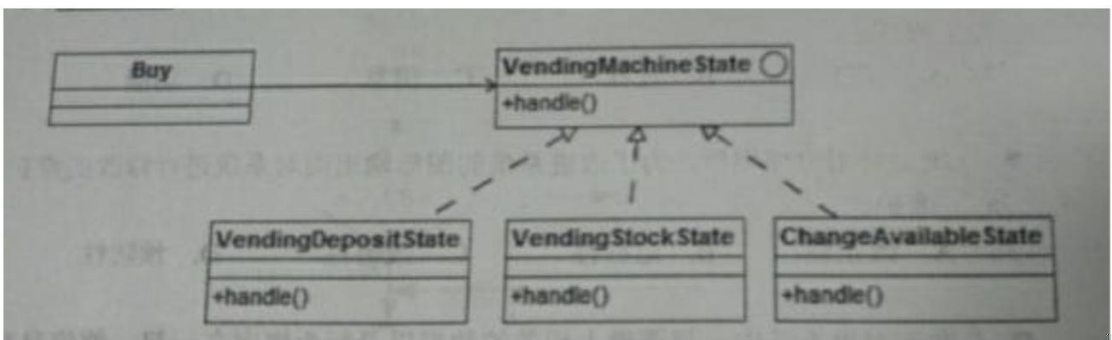 Buy
VendingMachineState
+handle()
VendingDepositState
VendingStockState
ChangeAvailableState
+handle()
+handle()
+handle()